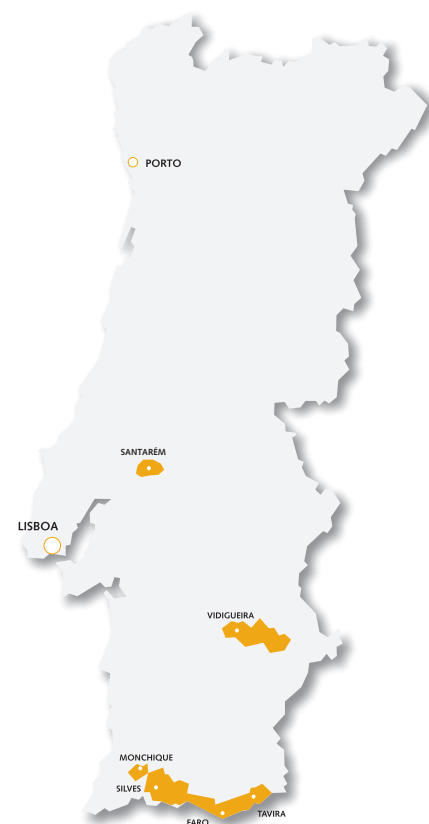 PORTO
SANTARÉM
LISBOA
VIDIGUEIRA
MONCHIQUE
SILVES
TAVIRA
FARO